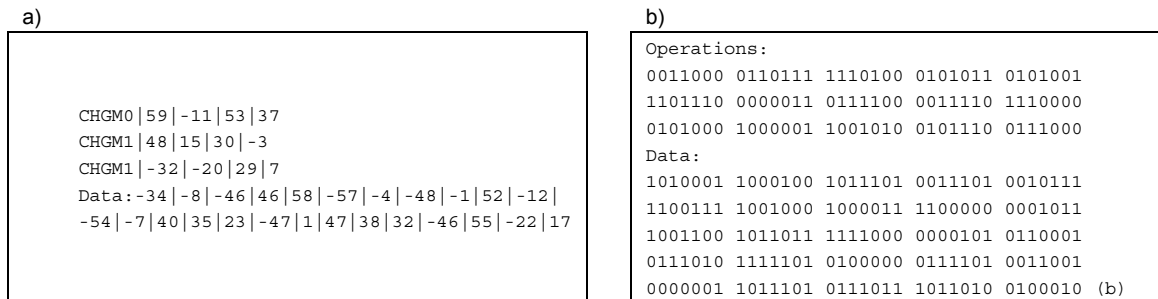 a)
CHGM0|59|-11|53|37
CHGM1|48|15|30|-3
CHGM1|-32|-20|29|7
Data:-34|-8|-46|46|58|-57|-4|-48|-1|52|-12|
-54|-7|40|35|23|-47|1|47|38|32|-46|55|-22|17
b)
Operations:
0011000 0110111 1110100 0101011 0101001
1101110 0000011 0111100 0011110 1110000
0101000 1000001 1001010 0101110 0111000
Data:
1010001 1000100 1011101 0011101 0010111
1100111 1001000 1000011 1100000 0001011
1001100 1011011 1111000 0000101 0110001
0111010 1111101 0100000 0111101 0011001
0000001 1011101 0111011 1011010 0100010 (b)